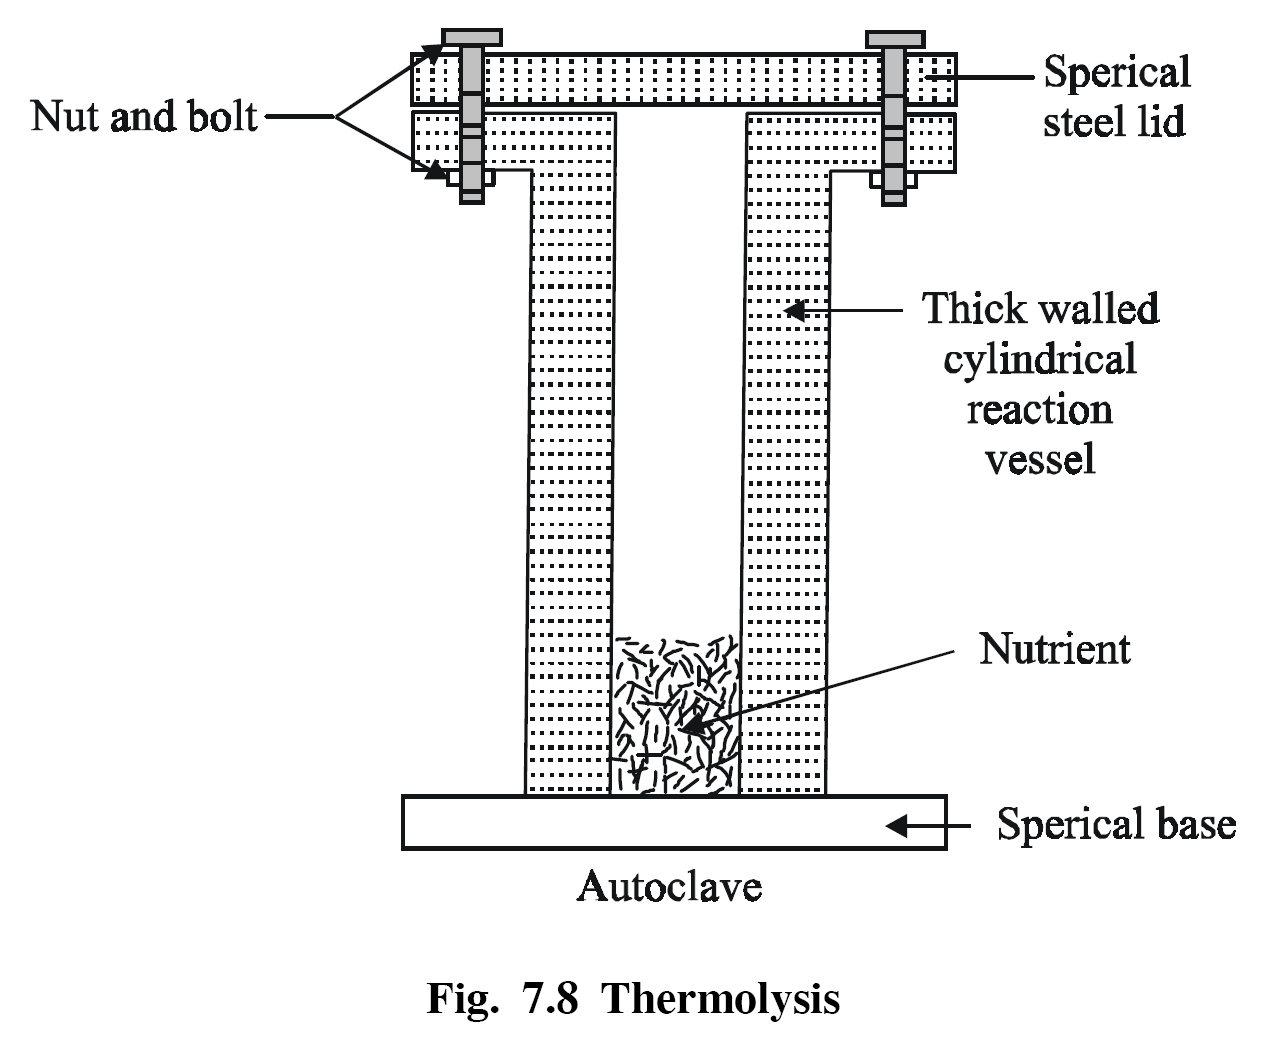 Sperical
steel lid
Nut and bolt
Thick walled
cylindrical
reaction
vessel
Nutrient
Sperical base
Autoclave
Fig. 7.8 Thermolysis